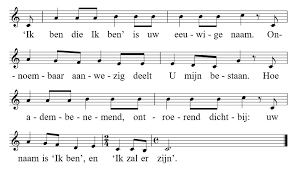 ‘Ik ben die Ik ben’ is uw eeu-wi-ge naam. On-
noem-baar aan-we-zig deelt U mijn be-staan. Hoe
a-dem-be-ne-mend, ont-roe-rend dicht-bij: uw
naam is ‘Ik ben’, en ‘Ik zal er zijn’.